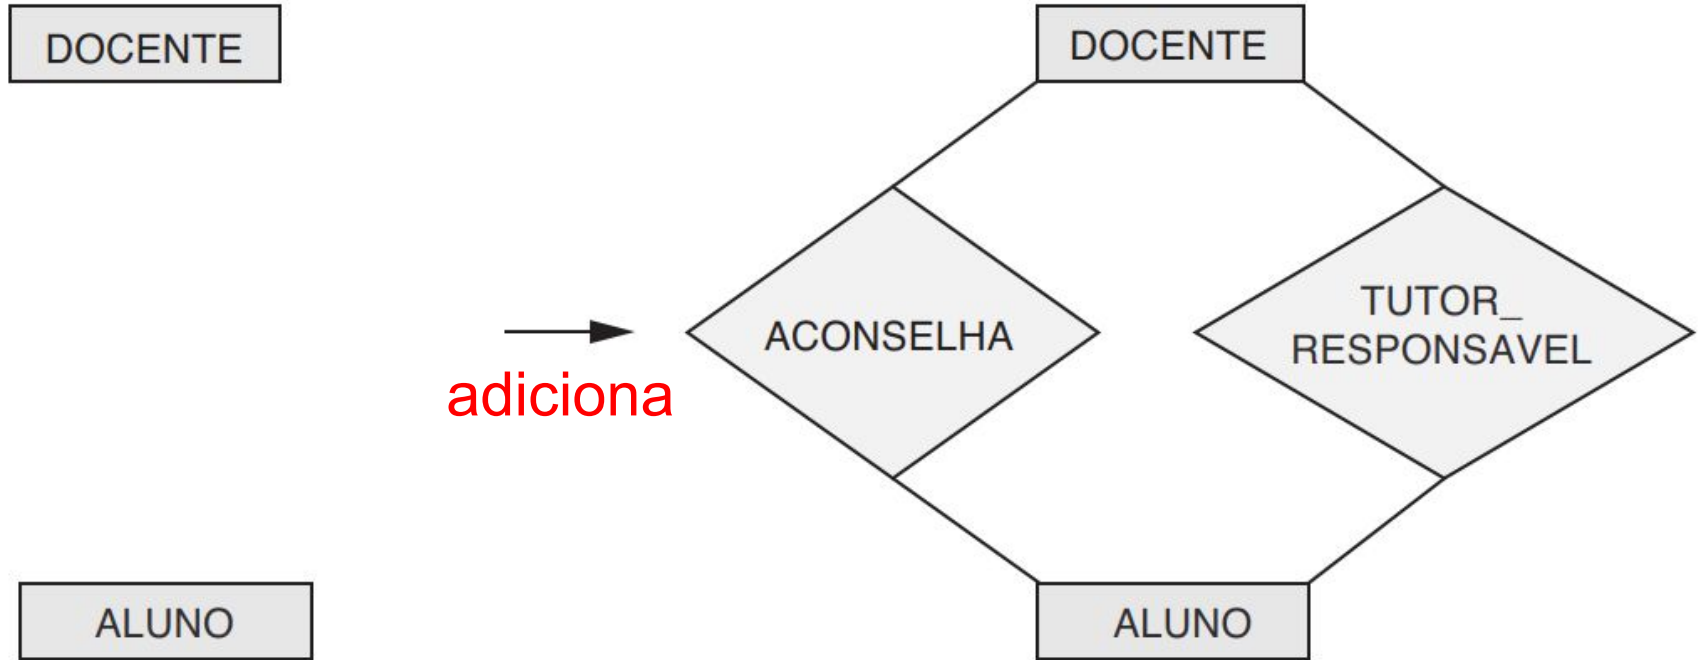 DOCENTE
DOCENTE
ACONSELHA
TUTOR_
RESPONSAVEL
adiciona
ALUNO
ALUNO